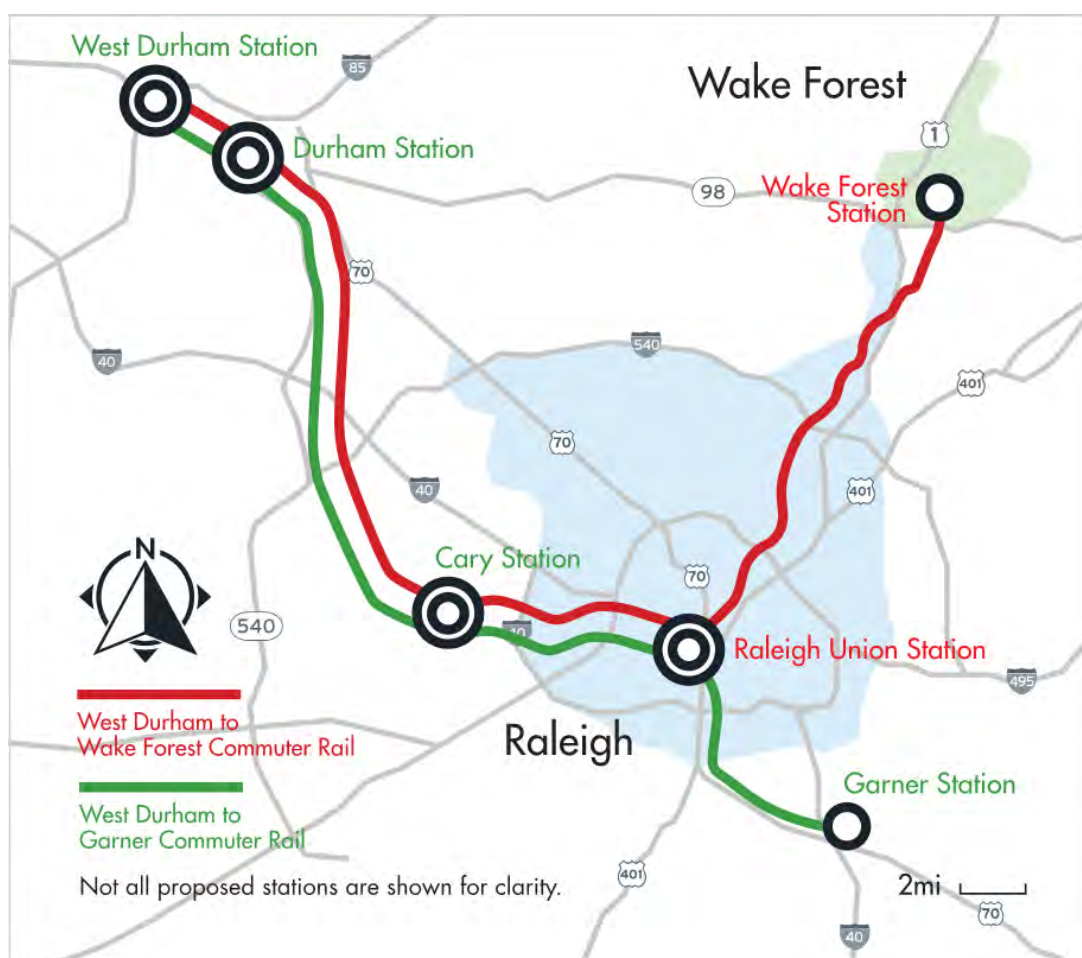 West Durham Station
85
Wake Forest
1
Durham Station
98
Wake Forest
Station
70
40
540
401
70
40
401
N
Cary Station
70
540
40
Raleigh Union Station
495
West Durham to
Wake Forest Commuter Rail
Raleigh
Garner Station
West Durham to
Garner Commuter Rail
Not all proposed stations are shown for clarity.
401
2mi
70
40